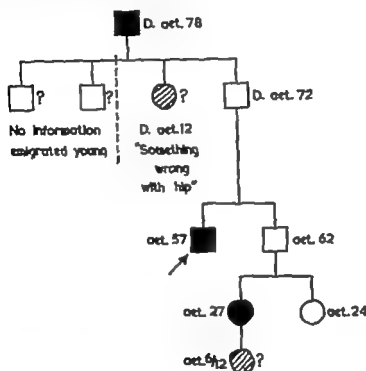 D. aet. 78
?
?
?
D. aet. 72
No information
emigrated young
D. aet. 12
"Something
wrong
with hip"
aet. 57
aet. 62
aet. 27
aet. 24
aet. 6/12
?